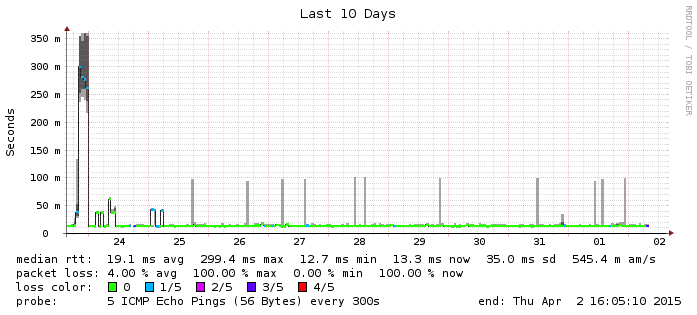 Last 10 Days
RRDTOOL / TOBI OETIKER
Seconds
350 m
300 m
250 m
200 m
150 m
100 m
50 m
0
24 25 26 27 28 29 30 31 01 02
median rtt: 19.1 ms avg 299.4 ms max 12.7 ms min 13.3 ms now 35.0 ms sd 545.4 m am/s
packet loss: 4.00 % avg 100.00 % max 0.00 % min 100.00 % now
loss color: 0 1/5 2/5 3/5 4/5
probe: 5 ICMP Echo Pings (56 Bytes) every 300s end: Thu Apr 2 16:05:10 2015